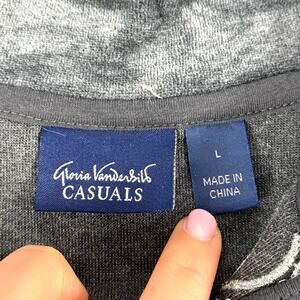 Gloria Vanderbilt
CASUALS
L
MADE IN
CHINA